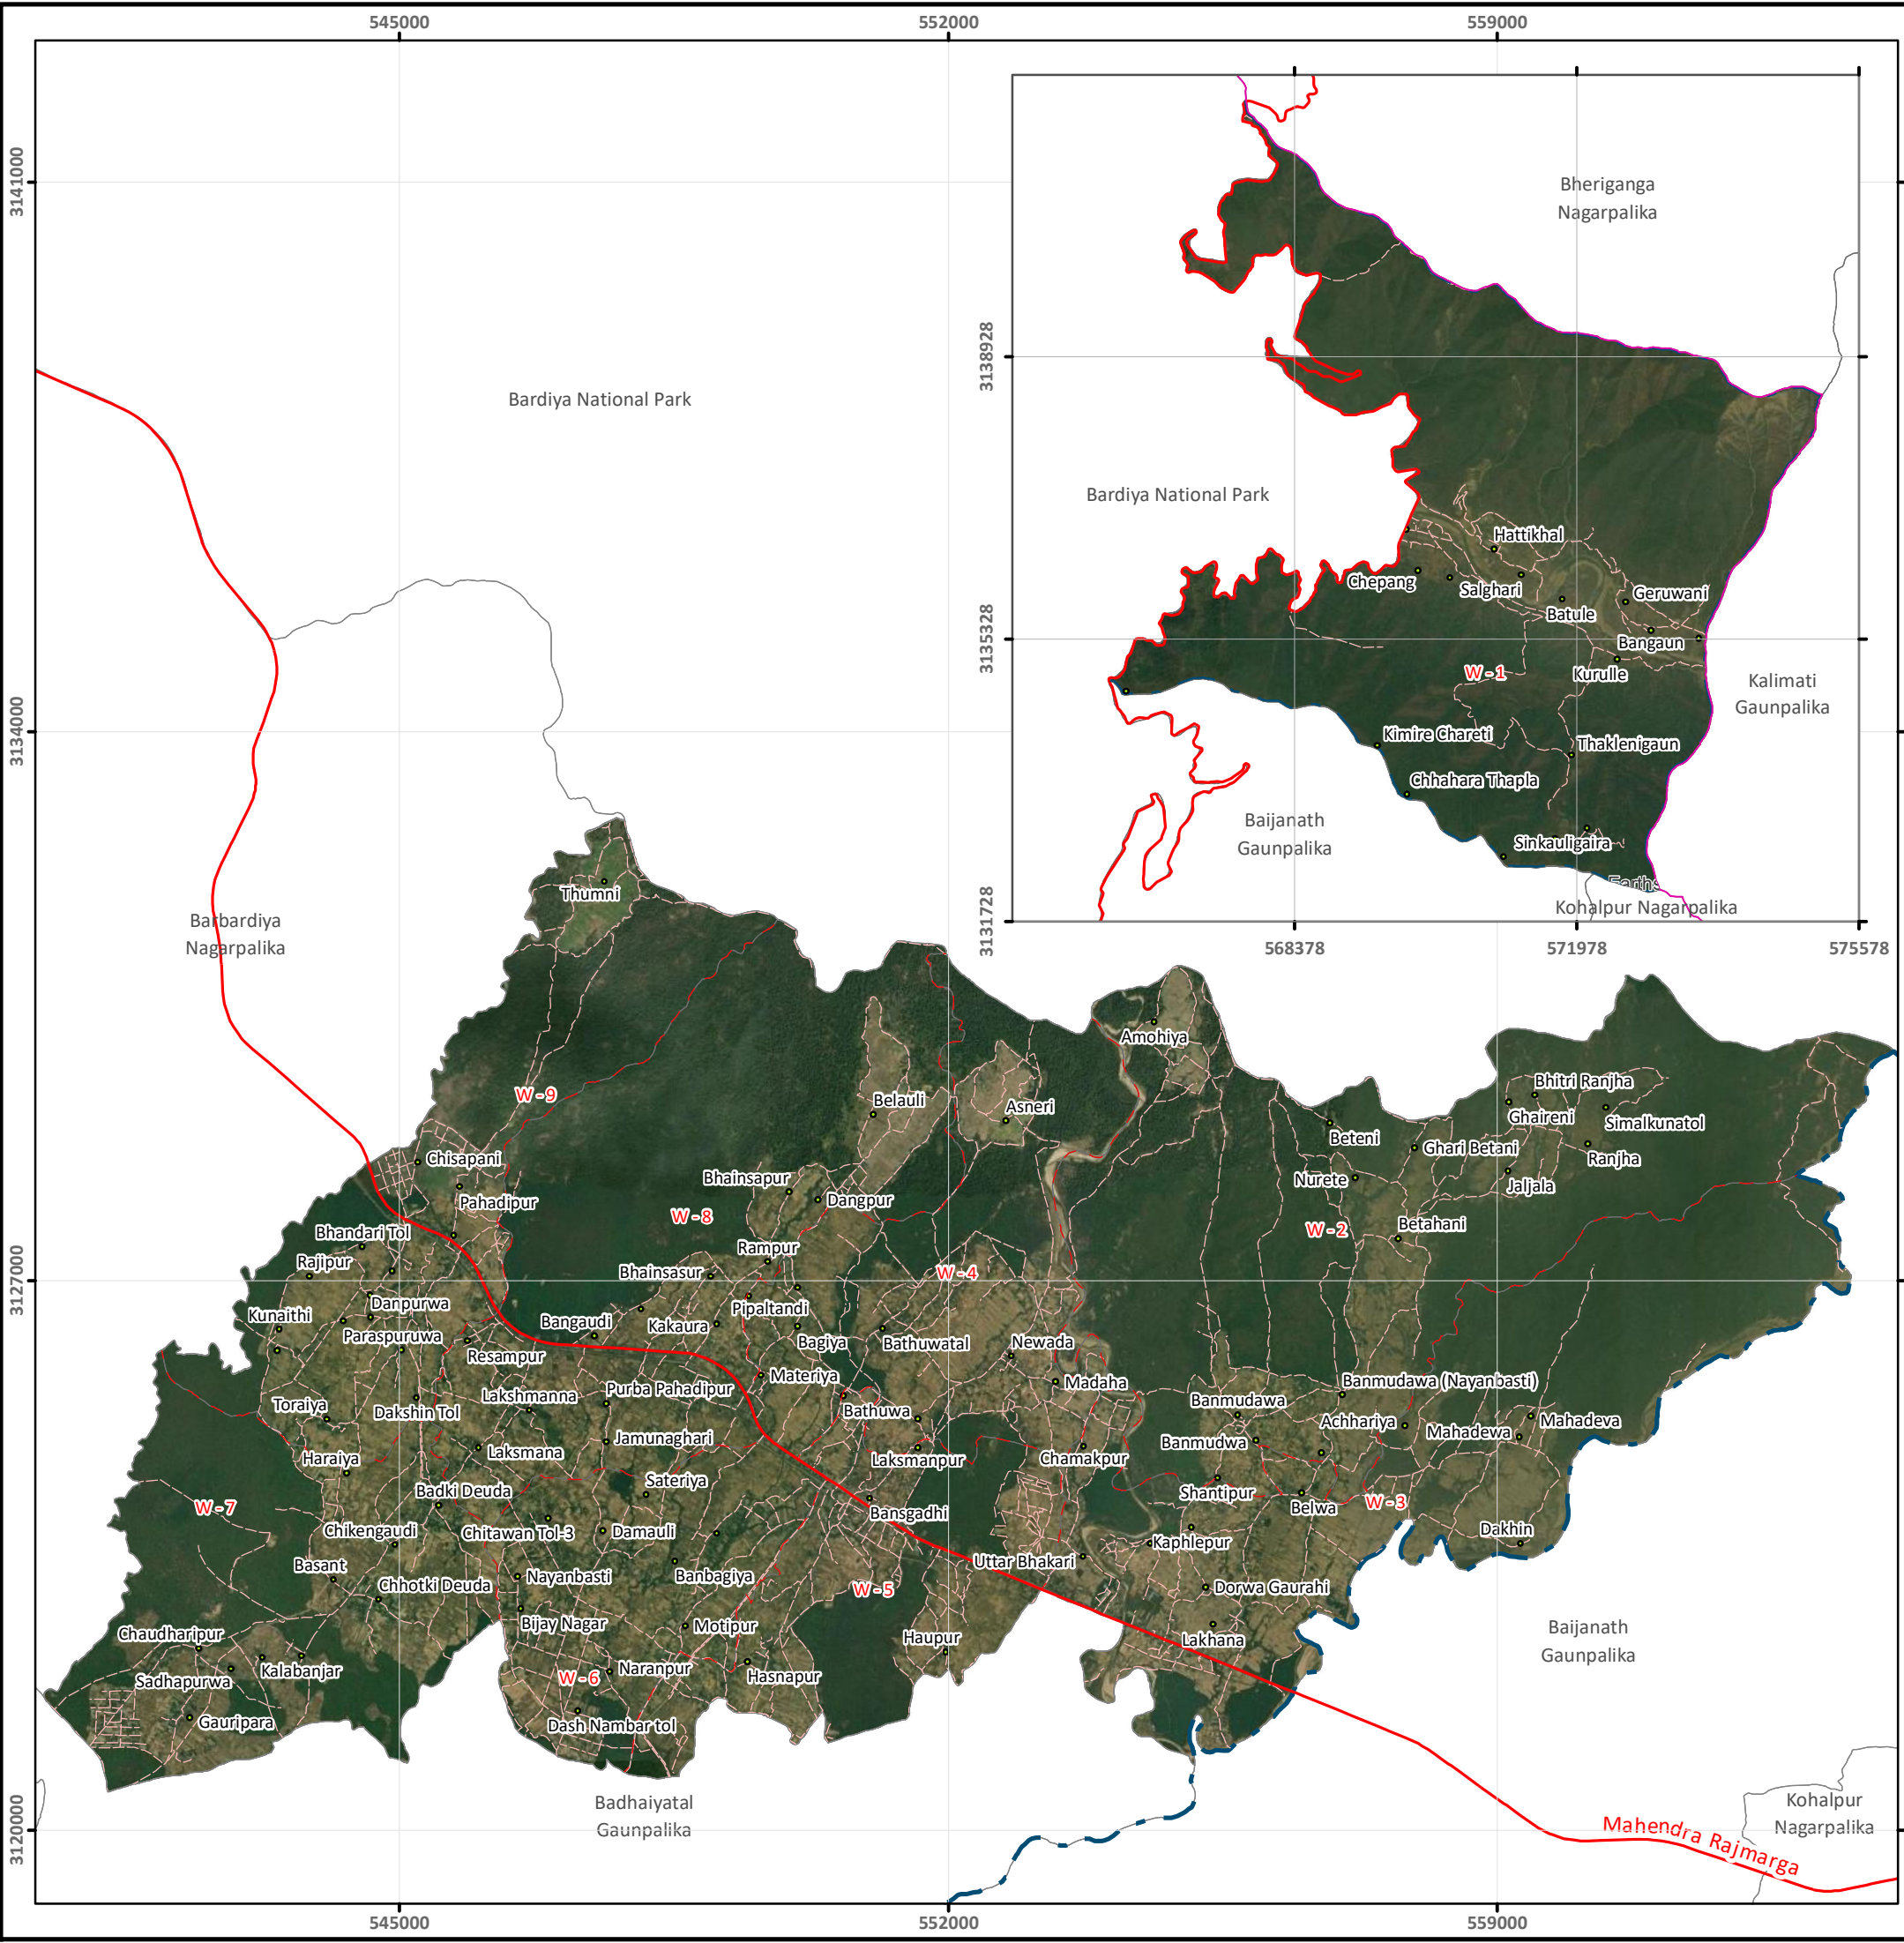 545000
552000
559000
3141000
3134000
3127000
3120000
Bheriganga
Nagarpalika
3138928
3135328
3131728
Bardiya National Park
Bardiya National Park
Hattikhal
Chepang
Salghari
Geruwani
Batule
Bangaun
Kurulle
W - 1
Kalimati
Gaunpalika
Kimire Chareti
Thaklenigaun
Chhahara Thapla
Baijanath
Gaunpalika
Sinkauligaira
Kohalpur Nagarpalika
568378
571978
575578
Thumni
Barbardiya
Nagarpalika
Amohiya
W - 9
Belauli
Asneri
Bhitri Ranjha
Ghaireni
Simalkunatol
Beteni
Ghari Betani
Ranjha
Chisapani
Bhainsapur
Nurete
Jaljala
Pahadipur
Dangpur
W - 8
Betahani
W - 2
Bhandari Tol
Rampur
Rajipur
Bhainsasur
W - 4
Danpurwa
Pipaltandi
Kunaithi
Bangaudi
Kakaura
Paraspuruwa
Bagiya
Bathuwatal
Newada
Resampur
Materiya
Madaha
Banmudawa (Nayanbasti)
Lakshmanna
Purba Pahadipur
Banmudawa
Toraiya
Dakshin Tol
Bathuwa
Achhariya
Mahadeva
Mahadewa
Jamunaghari
Banmudwa
Laksmana
Haraiya
Laksmanpur
Chamakpur
Sateriya
Badki Deuda
Shantipur
W - 3
W - 7
Belwa
Bansgadhi
Chikengaudi
Chitawan Tol-3
Damauli
Dakhin
Kaphlepur
Basant
Uttar Bhakari
Chhotki Deuda
Nayanbasti
Banbagiya
W - 5
Dorwa Gaurahi
Bijay Nagar
Motipur
Chaudharipur
Haupur
Lakhana
Baijanath
Gaunpalika
Kalabanjar
Naranpur
Sadhapurwa
W - 6
Hasnapur
Gauripara
Dash Nambar tol
Badhaiyatal
Gaunpalika
Kohalpur
Nagarpalika
Mahendra Rajmarga
545000
552000
559000